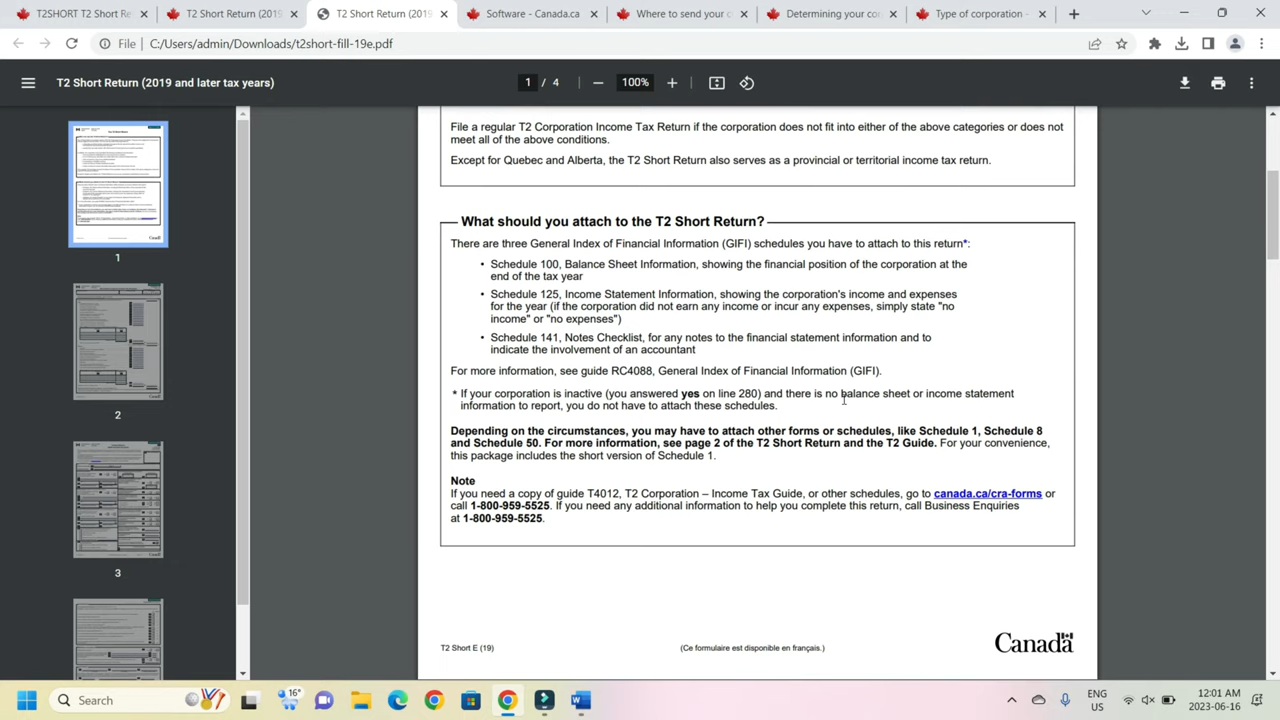 T2SHORT T2 Short Re
T2 Short Return (2019
T2 Short Return (2019
Software - Canada.ca
Where to send your c
Determining your co
Type of corporation -
File
C:/Users/admin/Downloads/t2short-fill-19e.pdf
T2 Short Return (2019 and later tax years)
1 / 4
100%
File a regular T2 Corporation Income Tax Return if the corporation does not fit into either of the above categories or does not
meet all of the above conditions.
Except for Quebec and Alberta, the T2 Short Return also serves as a provincial or territorial income tax return.
What should you attach to the T2 Short Return?
There are three General Index of Financial Information (GIFI) schedules you have to attach to this return*:
• Schedule 100, Balance Sheet Information, showing the financial position of the corporation at the
end of the tax year
• Schedule 125, Income Statement Information, showing the corporation's income and expenses
for the year (if the corporation did not earn any income or incur any expenses, simply state "no
income" or "no expenses")
• Schedule 141, Notes Checklist, for any notes to the financial statement information and to
indicate the involvement of an accountant
For more information, see guide RC4088, General Index of Financial Information (GIFI).
* If your corporation is inactive (you answered yes on line 280) and there is no balance sheet or income statement
information to report, you do not have to attach these schedules.
Depending on the circumstances, you may have to attach other forms or schedules, like Schedule 1, Schedule 8
and Schedule 50. For more information, see page 2 of the T2 Short Return and the T2 Guide. For your convenience,
this package includes the short version of Schedule 1.
Note
If you need a copy of guide T4012, T2 Corporation – Income Tax Guide, or other schedules, go to canada.ca/cra-forms or
call 1-800-959-5525. If you need any additional information to help you complete this return, call Business Enquiries
at 1-800-959-5525.
T2 Short E (19)
(Ce formulaire est disponible en français.)
Canada
1
2
3
Search
16°
ENG
US
12:01 AM
2023-06-16